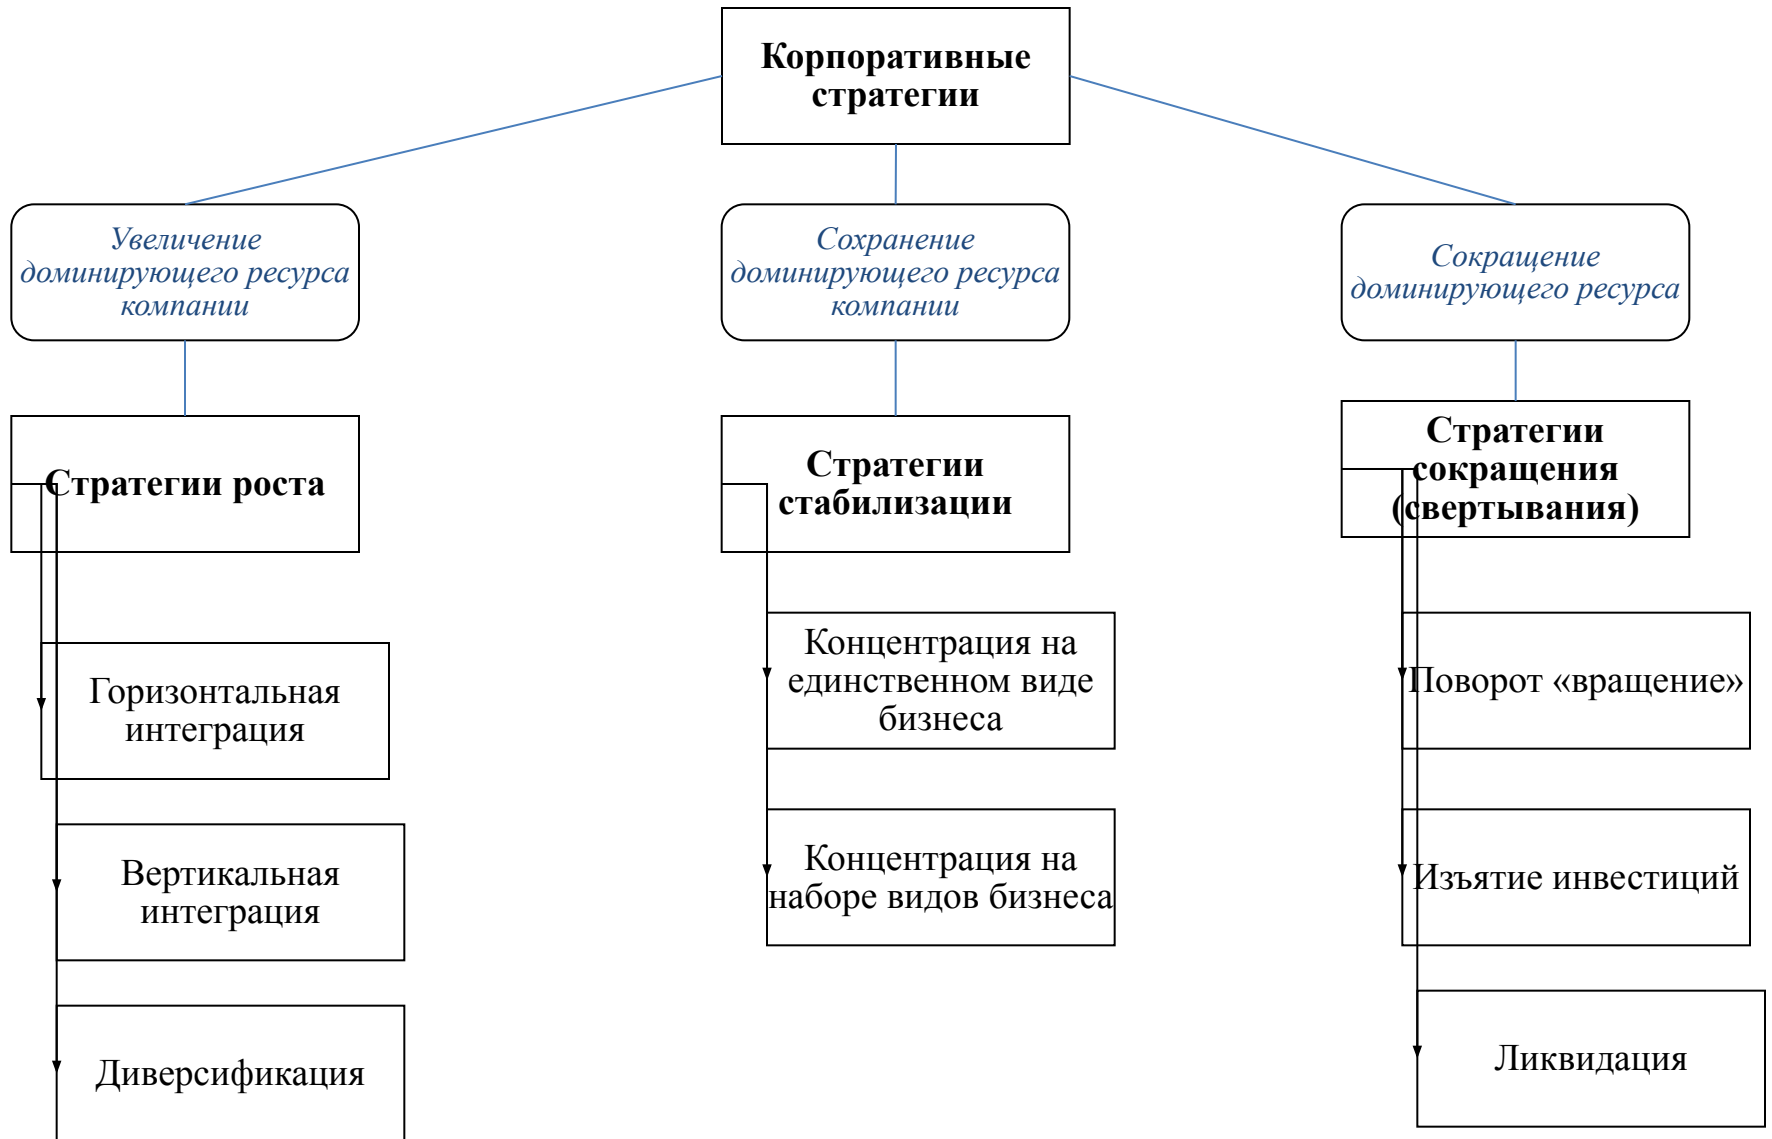 Корпоративные
стратегии
Увеличение
доминирующего ресурса
компании
Сохранение
доминирующего ресурса
компании
Сокращение
доминирующего ресурса
Стратегии роста
Стратегии
стабилизации
Стратегии
сокращения
(свертывания)
Горизонтальная
интеграция
Концентрация на
единственном виде
бизнеса
Поворот «вращение»
Вертикальная
интеграция
Концентрация на
наборе видов бизнеса
Изъятие инвестиций
Диверсификация
Ликвидация